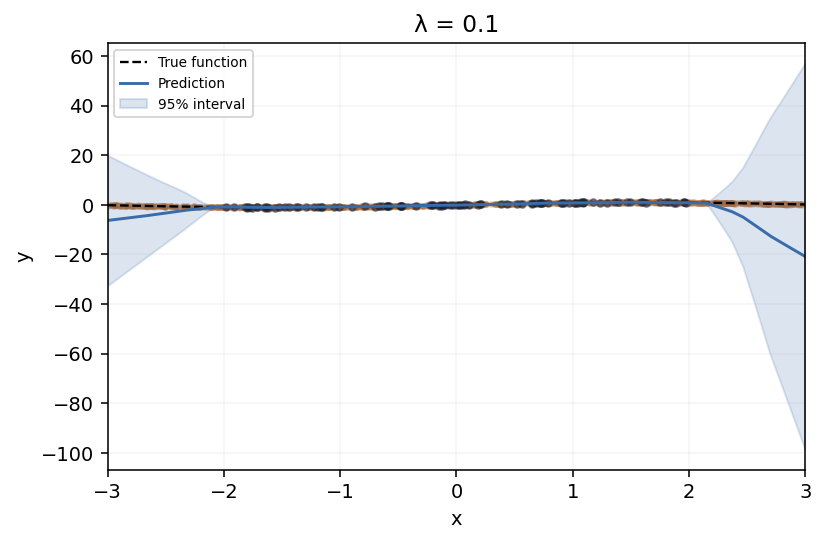 λ = 0.1
True function
Prediction
95% interval
60
40
20
0
−20
−40
−60
−80
−100
y
−3 −2 −1 0 1 2 3
x